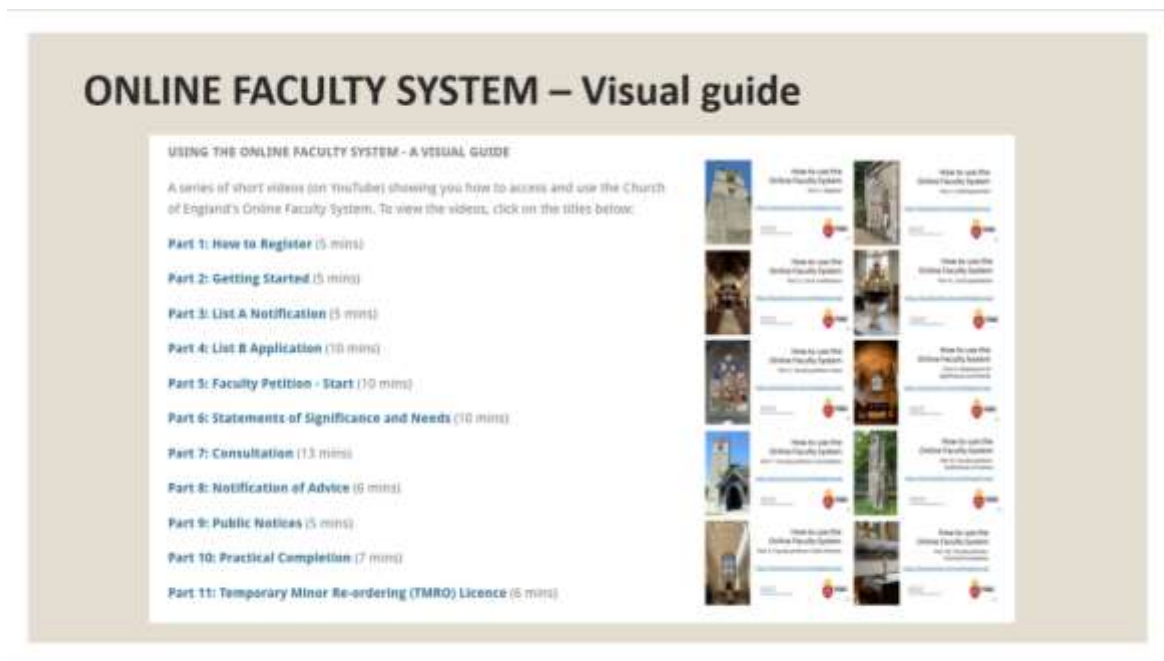 ONLINE FACULTY SYSTEM – Visual guide
USING THE ONLINE FACULTY SYSTEM - A VISUAL GUIDE
A series of short videos (on YouTube) showing you how to access and use the Church
of England's Online Faculty System. To view the videos, click on the titles below:
Part 1: How to Register (5 mins)
Part 2: Getting Started (5 mins)
Part 3: List A Notification (5 mins)
Part 4: List B Application (10 mins)
Part 5: Faculty Petition - Start (10 mins)
Part 6: Statements of Significance and Needs (10 mins)
Part 7: Consultation (13 mins)
Part 8: Notification of Advice (6 mins)
Part 9: Public Notices (5 mins)
Part 10: Practical Completion (7 mins)
Part 11: Temporary Minor Re-ordering (TMRO) Licence (6 mins)
How to use the
Online Faculty System
How to use the
Online Faculty System
How to use the
Online Faculty System
How to use the
Online Faculty System
How to use the
Online Faculty System
How to use the
Online Faculty System
How to use the
Online Faculty System
How to use the
Online Faculty System
How to use the
Online Faculty System
How to use the
Online Faculty System